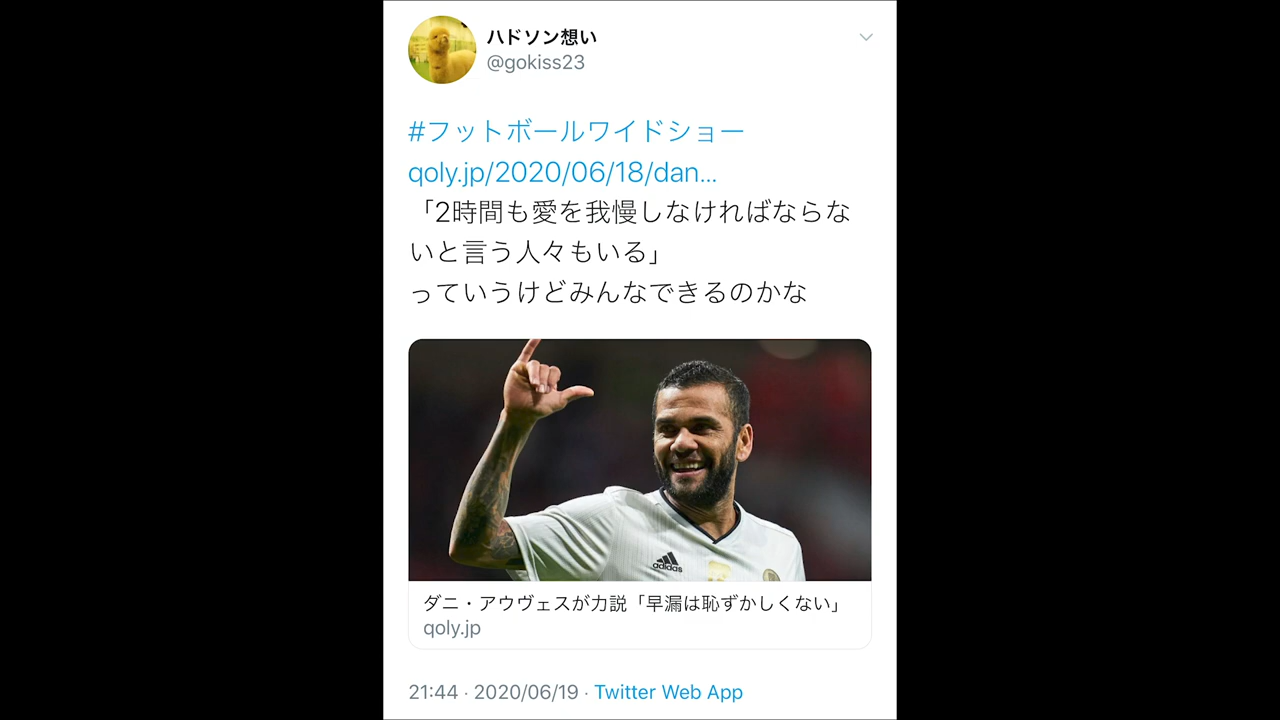 ハドソン想い
@gokiss23
#フットボールワイドショー
qoly.jp/2020/06/18/dan...
「2時間も愛を我慢しなければならな
いと言う人々もいる」
っていうけどみんなできるのかな
adidas
ダニ・アウヴェスが力説「早漏は恥ずかしくない」
qoly.jp
21:44 · 2020/06/19 · Twitter Web App